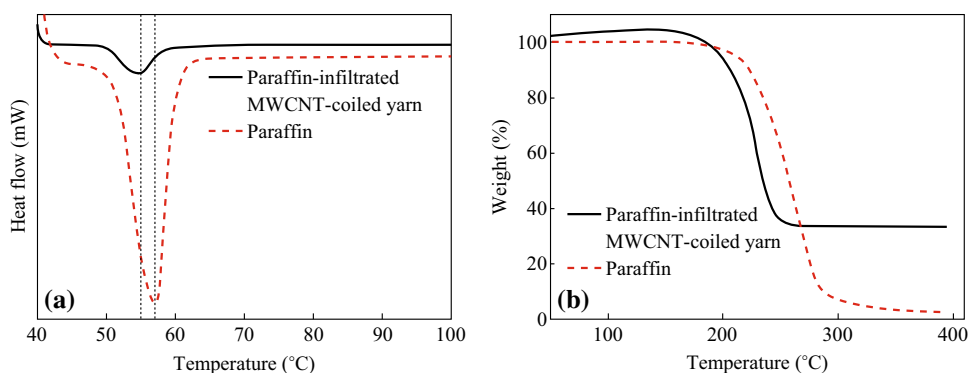 Heat flow (mW)
Paraffin-infiltrated
MWCNT-coiled yarn
Paraffin
(a)
40 50 60 70 80 90 100
Temperature (°C)
Weight (%)
100
80
60
40
20
0
Paraffin-infiltrated
MWCNT-coiled yarn
Paraffin
(b)
100 200 300 400
Temperature (°C)